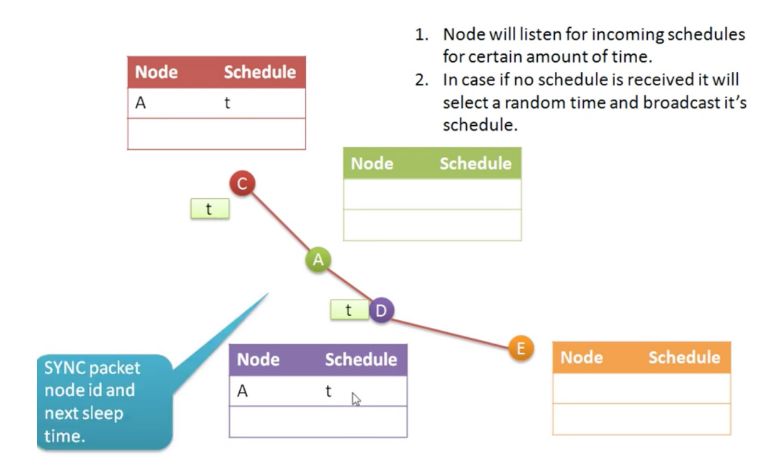 1. Node will listen for incoming schedules
for certain amount of time.
2. In case if no schedule is received it will
select a random time and broadcast it's
schedule.
Node Schedule
A t
Node Schedule
C
t
A
t D
E
Node Schedule
A t
Node Schedule
SYNC packet
node id and
next sleep
time.